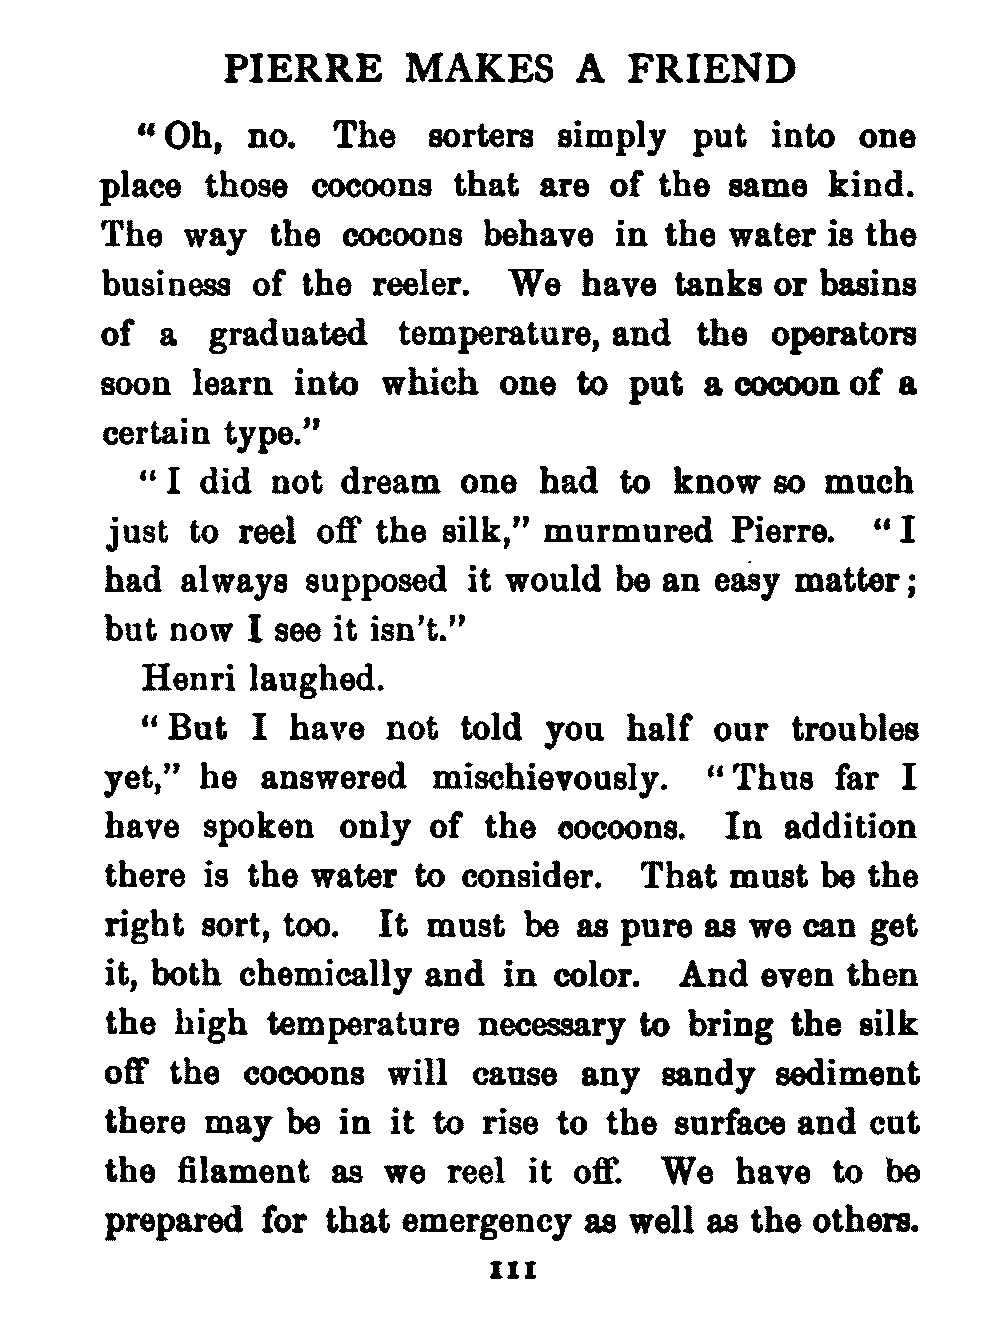 PIERRE MAKES A FRIEND
“Oh, no. The sorters simply put into one
place those cocoons that are of the same kind.
The way the cocoons behave in the water is the
business of the reeler. We have tanks or basins
of a graduated temperature, and the operators
soon learn into which one to put a cocoon of a
certain type.”
“I did not dream one had to know so much
just to reel off the silk,” murmured Pierre. “I
had always supposed it would be an easy matter;
but now I see it isn’t.”
Henri laughed.
“But I have not told you half our troubles
yet,” he answered mischievously. “Thus far I
have spoken only of the cocoons. In addition
there is the water to consider. That must be the
right sort, too. It must be as pure as we can get
it, both chemically and in color. And even then
the high temperature necessary to bring the silk
off the cocoons will cause any sandy sediment
there may be in it to rise to the surface and cut
the filament as we reel it off. We have to be
prepared for that emergency as well as the others.
III